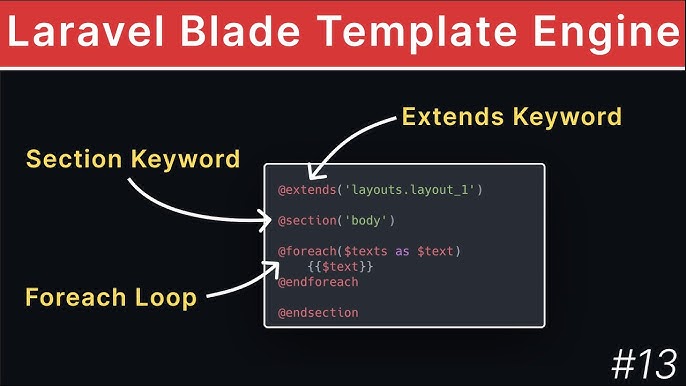 Laravel Blade Template Engine
Extends Keyword
Section Keyword
@extends('layouts.layout_1')
@section('body')
@foreach($texts as $text)
{{$text}}
@endforeach
Foreach Loop
@endsection
#13